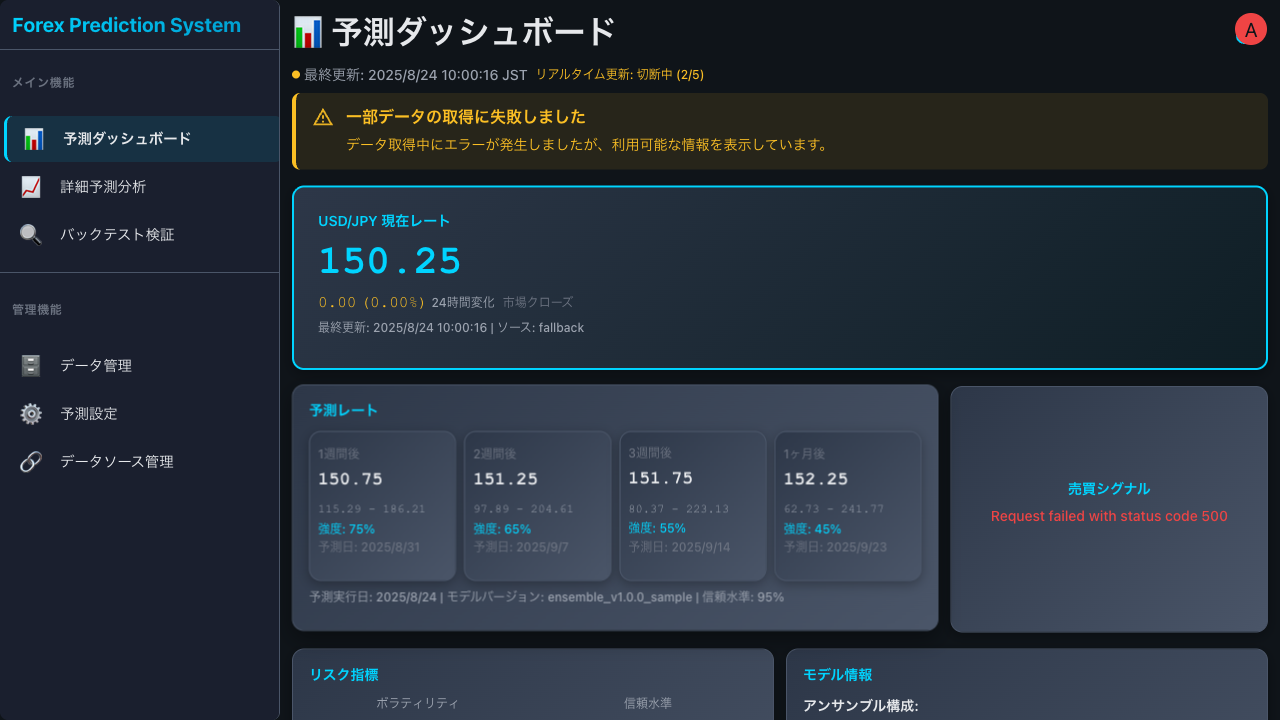 Forex Prediction System
メイン機能
予測ダッシュボード
詳細予測分析
バックテスト検証
管理機能
データ管理
予測設定
データソース管理
予測ダッシュボード
A
最終更新: 2025/8/24 10:00:16 JST リアルタイム更新: 切断中 (2/5)
一部データの取得に失敗しました
データ取得中にエラーが発生しましたが、利用可能な情報を表示しています。
USD/JPY 現在レート
150.25
0.00 (0.00%) 24時間変化 市場クローズ
最終更新: 2025/8/24 10:00:16 | ソース: fallback
予測レート
1週間後
150.75
115.29 - 186.21
強度: 75%
予測日: 2025/8/31
2週間後
151.25
97.89 - 204.61
強度: 65%
予測日: 2025/9/7
3週間後
151.75
80.37 - 223.13
強度: 55%
予測日: 2025/9/14
1ヶ月後
152.25
62.73 - 241.77
強度: 45%
予測日: 2025/9/23
予測実行日: 2025/8/24 | モデルバージョン: ensemble_v1.0.0_sample | 信頼水準: 95%
売買シグナル
Request failed with status code 500
リスク指標
ボラティリティ
信頼水準
モデル情報
アンサンブル構成: